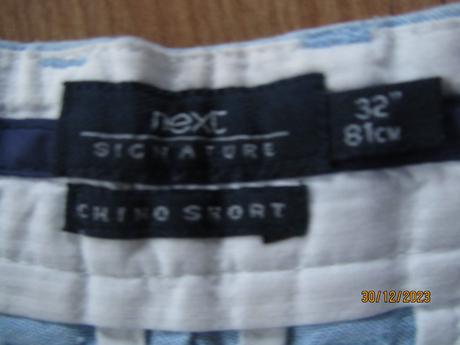 next
SIGNATURE
32"
81cm
CHINO SHORT
30/12/2023